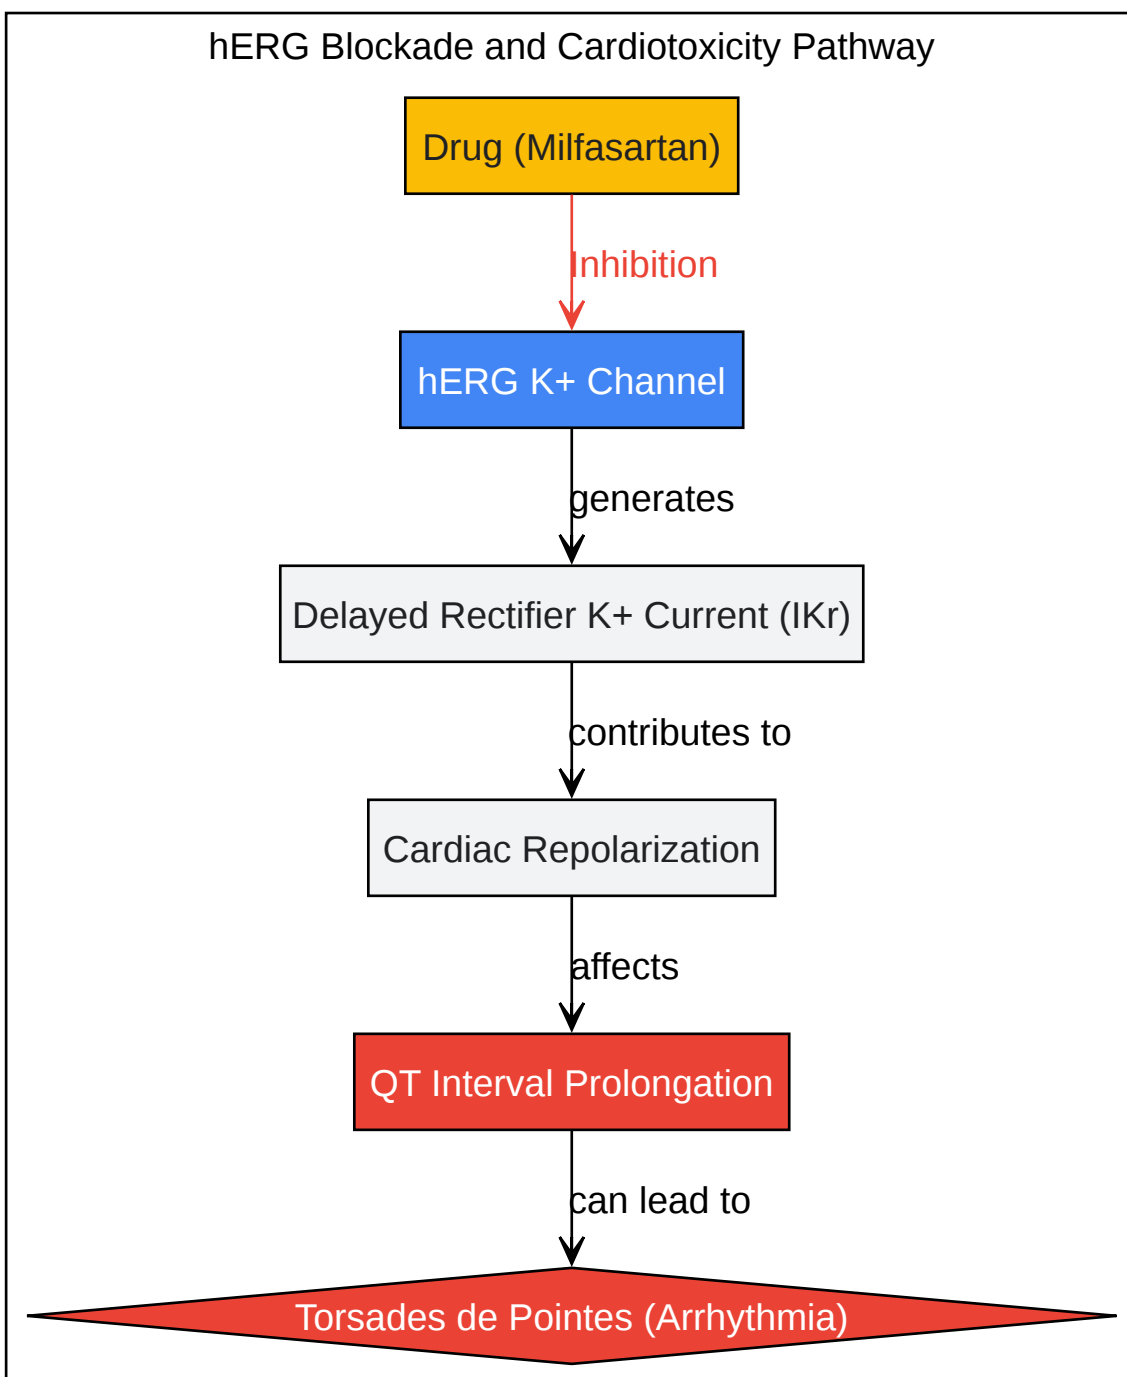 hERG Blockade and Cardiotoxicity Pathway
Drug (Milfasartan)
Inhibition
hERG K+ Channel
generates
Delayed Rectifier K+ Current (IKr)
contributes to
Cardiac Repolarization
affects
QT Interval Prolongation
can lead to
Torsades de Pointes (Arrhythmia)